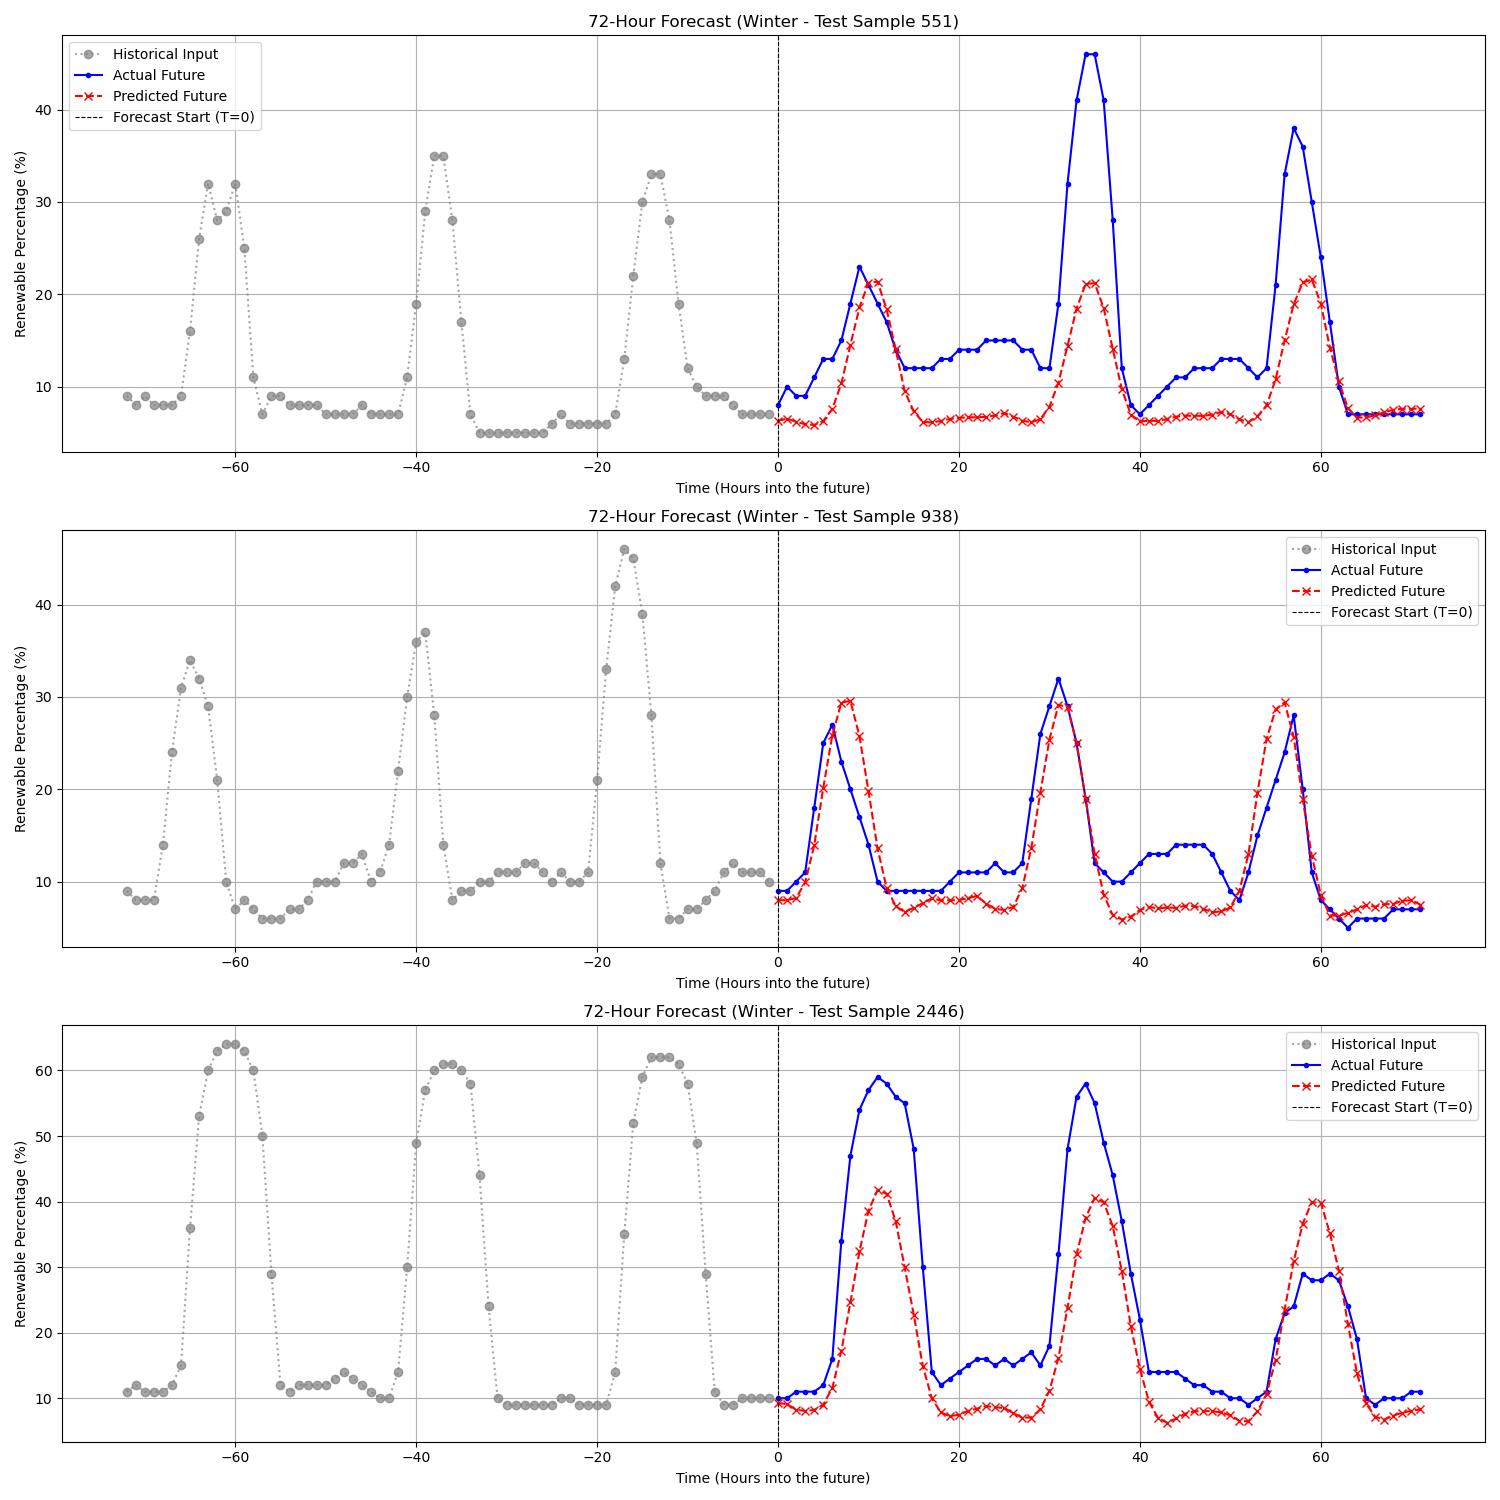 72-Hour Forecast (Winter - Test Sample 551)
Historical Input
Actual Future
Predicted Future
Forecast Start (T=0)
Renewable Percentage (%)
40
30
20
10
−60 −40 −20 0 20 40 60
Time (Hours into the future)
72-Hour Forecast (Winter - Test Sample 938)
Historical Input
Actual Future
Predicted Future
Forecast Start (T=0)
Renewable Percentage (%)
40
30
20
10
−60 −40 −20 0 20 40 60
Time (Hours into the future)
72-Hour Forecast (Winter - Test Sample 2446)
Historical Input
Actual Future
Predicted Future
Forecast Start (T=0)
Renewable Percentage (%)
60
50
40
30
20
10
−60 −40 −20 0 20 40 60
Time (Hours into the future)